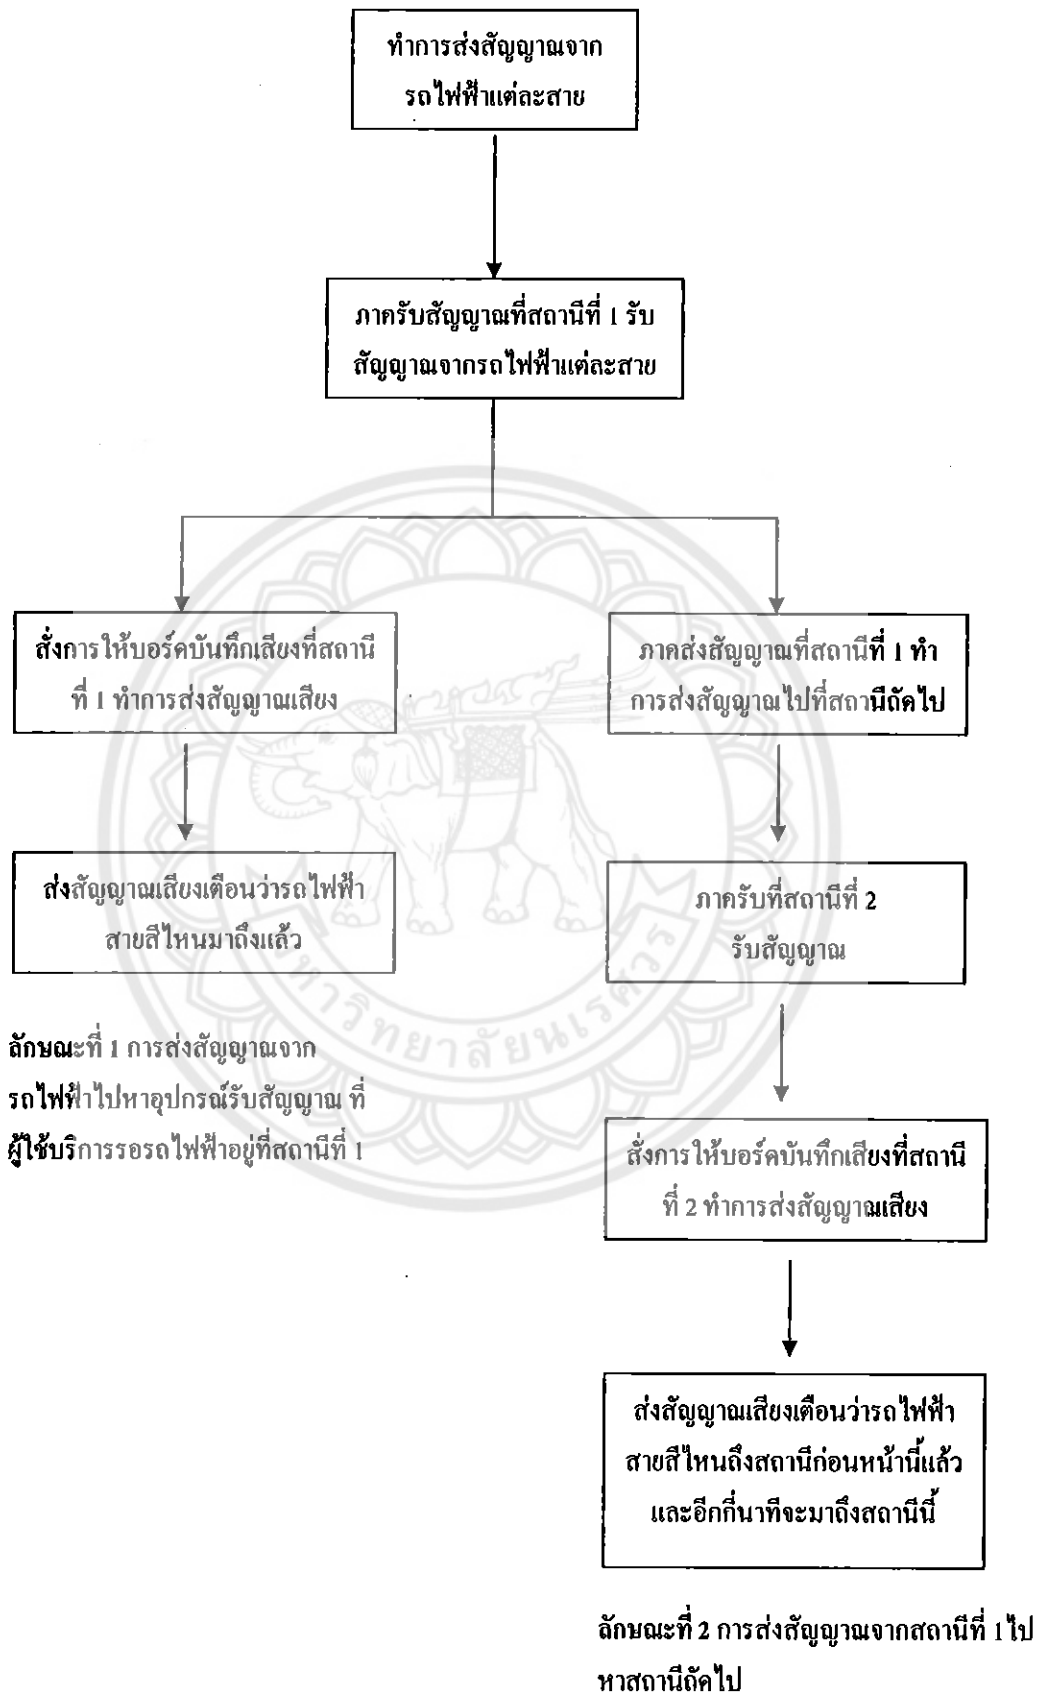 ทำการส่งสัญญาณจาก
รถไฟฟ้าแต่ละสาย
ภาครับสัญญาณที่สถานีที่ 1 รับ
สัญญาณจากรถไฟฟ้าแต่ละสาย
สั่งการให้บอร์ดบันทึกเสียงที่สถานี
ที่ 1 ทำการส่งสัญญาณเสียง
ส่งสัญญาณเสียงเตือนว่ารถไฟฟ้า
สายสีไหนมาถึงแล้ว
ลักษณะที่ 1 การส่งสัญญาณจาก
รถไฟฟ้าไปหาอุปกรณ์รับสัญญาณ ที่
ผู้ใช้บริการรอรถไฟฟ้าอยู่ที่สถานีที่ 1
ภาคส่งสัญญาณที่สถานีที่ 1 ทำ
การส่งสัญญาณไปที่สถานีถัดไป
ภาครับที่สถานีที่ 2
รับสัญญาณ
สั่งการให้บอร์ดบันทึกเสียงที่สถานี
ที่ 2 ทำการส่งสัญญาณเสียง
ส่งสัญญาณเสียงเตือนว่ารถไฟฟ้า
สายสีไหนถึงสถานีก่อนหน้านี้แล้ว
และอีกกี่นาทีจะมาถึงสถานีนี้
ลักษณะที่ 2 การส่งสัญญาณจากสถานีที่ 1 ไป
หาสถานีถัดไป
มหาวิทยาลัยนเรศวร